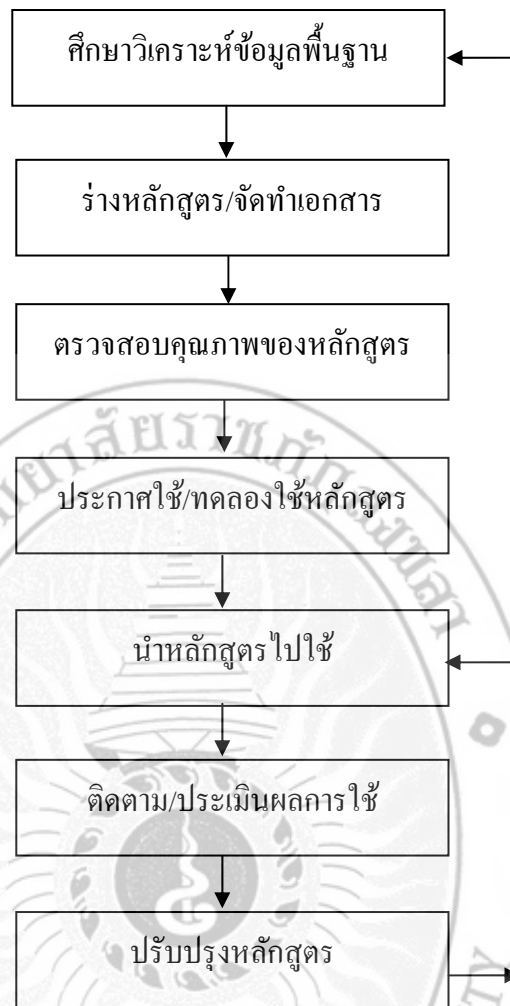 ศึกษาวิเคราะห์ข้อมูลพื้นฐาน
ร่างหลักสูตร/จัดทำเอกสาร
ตรวจสอบคุณภาพของหลักสูตร
ประกาศใช้/ทดลองใช้หลักสูตร
นำหลักสูตรไปใช้
ติดตาม/ประเมินผลการใช้
ปรับปรุงหลักสูตร